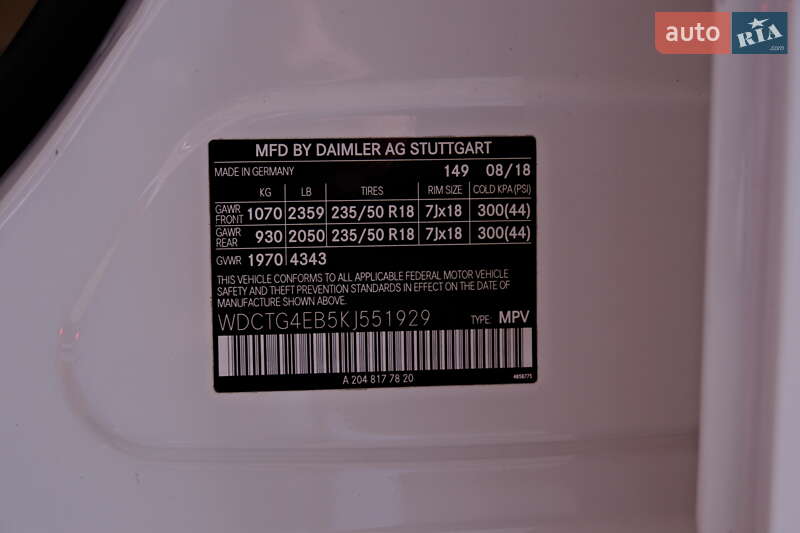 auto RIA.com
MFD BY DAIMLER AG STUTTGART
MADE IN GERMANY 149 08/18
KG LB TIRES RIM SIZE COLD KPA(PSI)
GAWR FRONT 1070 2359 235/50 R18 7Jx18 300(44)
GAWR REAR 930 2050 235/50 R18 7Jx18 300(44)
GVWR 1970 4343
THIS VEHICLE CONFORMS TO ALL APPLICABLE FEDERAL MOTOR VEHICLE
SAFETY AND THEFT PREVENTION STANDARDS IN EFFECT ON THE DATE OF
MANUFACTURE SHOWN ABOVE.
WDCTG4EB5KJ551929 TYPE: MPV
A 204 817 78 20